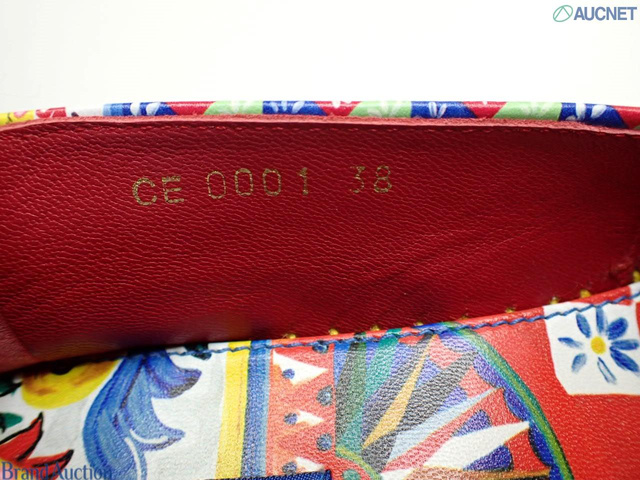 AUCNET
CE 0001 38
Brand Auction